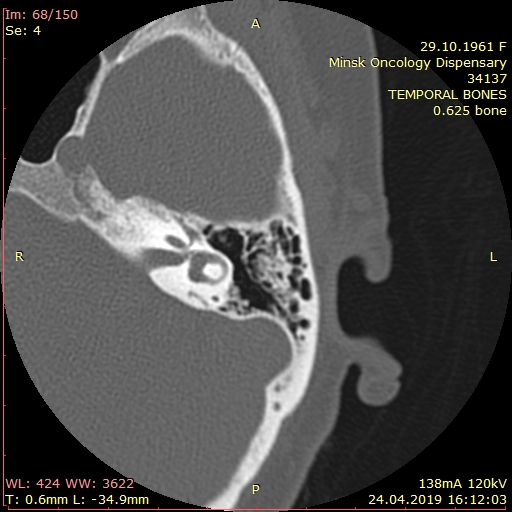 Im: 68/150
Se: 4
A
29.10.1961 F
Minsk Oncology Dispensary
34137
TEMPORAL BONES
0.625 bone
R
L
WL: 424 WW: 3622
T: 0.6mm L: -34.9mm
P
138mA 120kV
24.04.2019 16:12:03